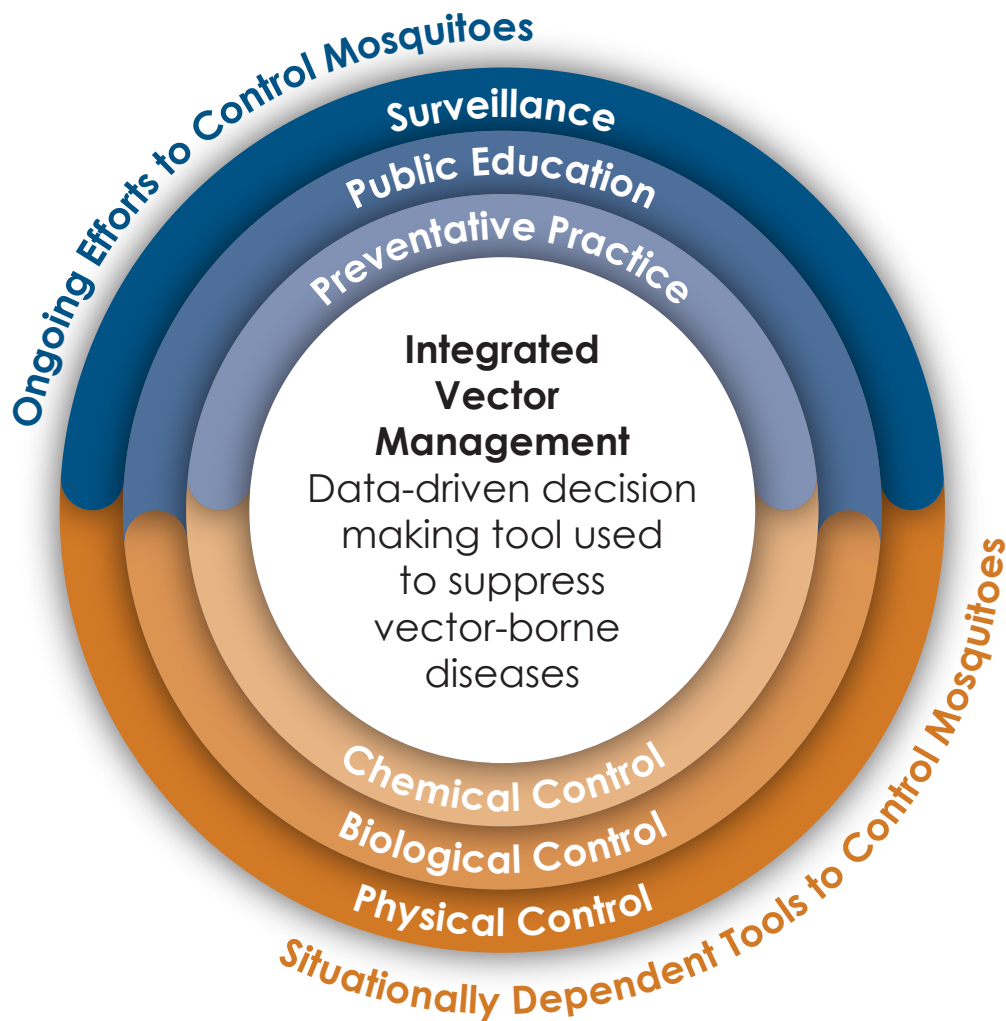 Ongoing Efforts to Control Mosquitoes
Surveillance
Public Education
Preventative Practice
Integrated
Vector
Management
Data-driven decision
making tool used
to suppress
vector-borne
diseases
Chemical Control
Biological Control
Physical Control
Situationally Dependent Tools to Control Mosquitoes